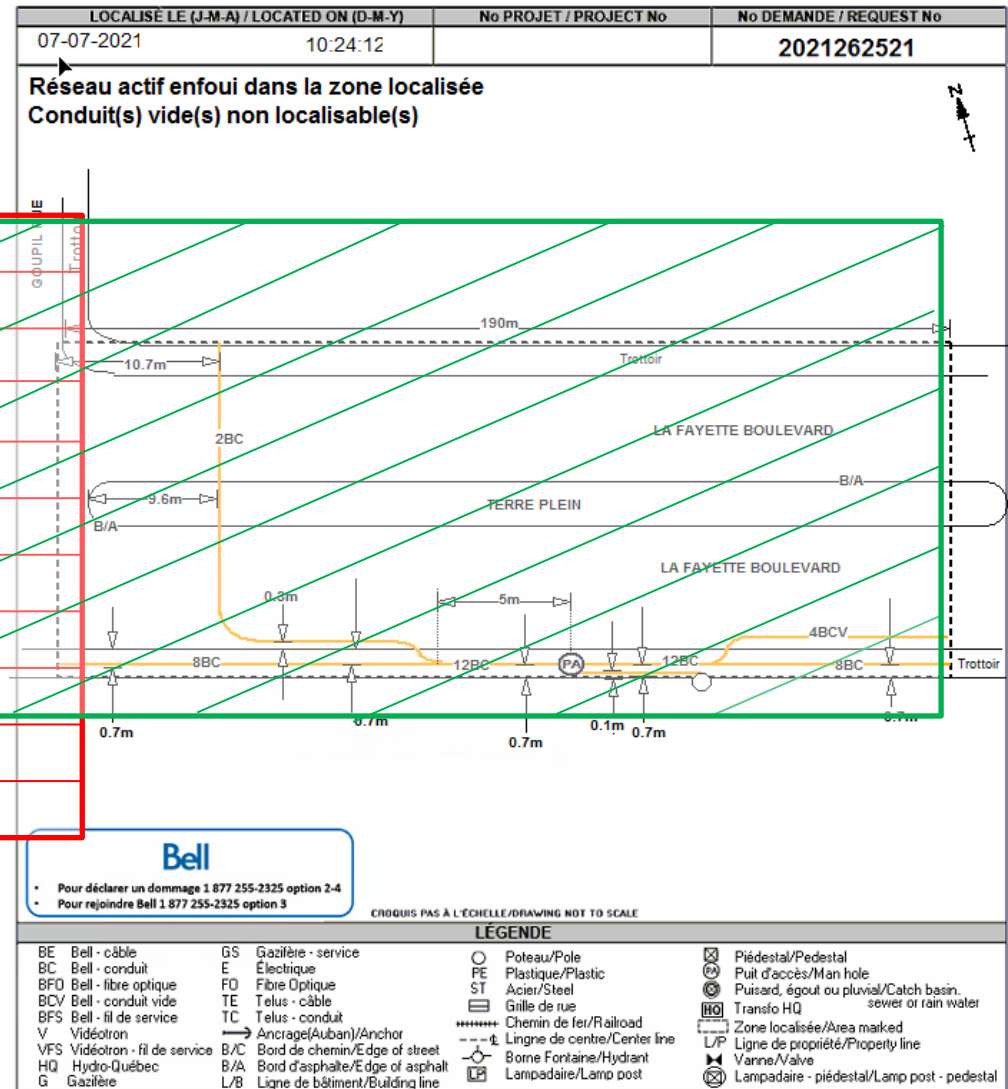 LOCALISÉ LE (J-M-A) / LOCATED ON (D-M-Y)
No PROJET / PROJECT No
No DEMANDE / REQUEST No
07-07-2021
10:24:12
2021262521
Réseau actif enfoui dans la zone localisée
Conduit(s) vide(s) non localisable(s)
N
GOUPIL RUE
Trotto
190m
10.7m
Trottoir
2BC
LA FAYETTE BOULEVARD
B/A
9.6m
TERRE PLEIN
B/A
LA FAYETTE BOULEVARD
0.3m
5m
4BCV
8BC
12BC
PA
12BC
8BC
Trottoir
0.7m
0.7m
0.7m
0.1m
0.7m
0.7m
Bell
• Pour déclarer un dommage 1 877 255-2325 option 2-4
• Pour rejoindre Bell 1 877 255-2325 option 3
CROQUIS PAS À L'ÉCHELLE/DRAWING NOT TO SCALE
LÉGENDE
BE Bell - câble
BC Bell - conduit
BFO Bell - fibre optique
BCV Bell - conduit vide
BFS Bell - fil de service
V Vidéotron
VFS Vidéotron - fil de service
HQ Hydro-Québec
G Gazifère
GS Gazifère - service
E Électrique
FO Fibre Optique
TE Telus - câble
TC Telus - conduit
Ancrage(Auban)/Anchor
B/C Bord de chemin/Edge of street
B/A Bord d'asphalte/Edge of asphalt
L/B Ligne de bâtiment/Building line
Poteau/Pole
PE Plastique/Plastic
ST Acier/Steel
Grille de rue
Chemin de fer/Railroad
Lingne de centre/Center line
Borne Fontaine/Hydrant
LP Lampadaire/Lamp post
Piédestal/Pedestal
PA Puit d'accès/Man hole
Puisard, égout ou pluvial/Catch basin.
sewer or rain water
HQ Transfo HQ
Zone localisée/Area marked
L/P Ligne de propriété/Property line
Vanne/Valve
Lampadaire - piédestal/Lamp post - pedestal